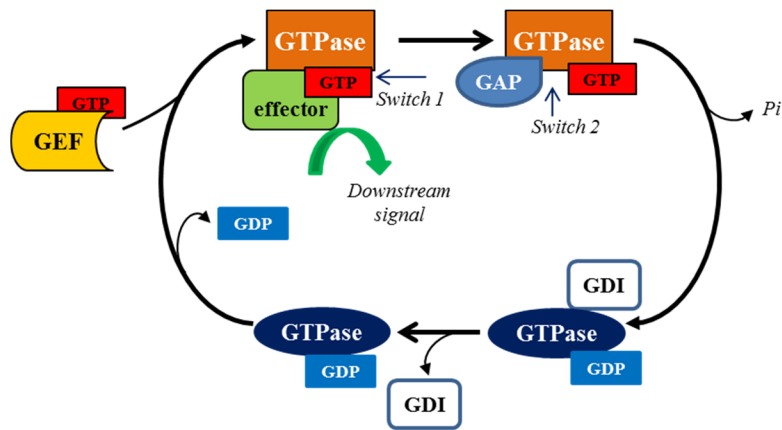 GTPase
GTP
effector
Switch 1
GTPase
GAP
GTP
Switch 2
GTP
GEF
Pi
Downstream
signal
GDP
GDI
GTPase
GDP
GTPase
GDP
GDI